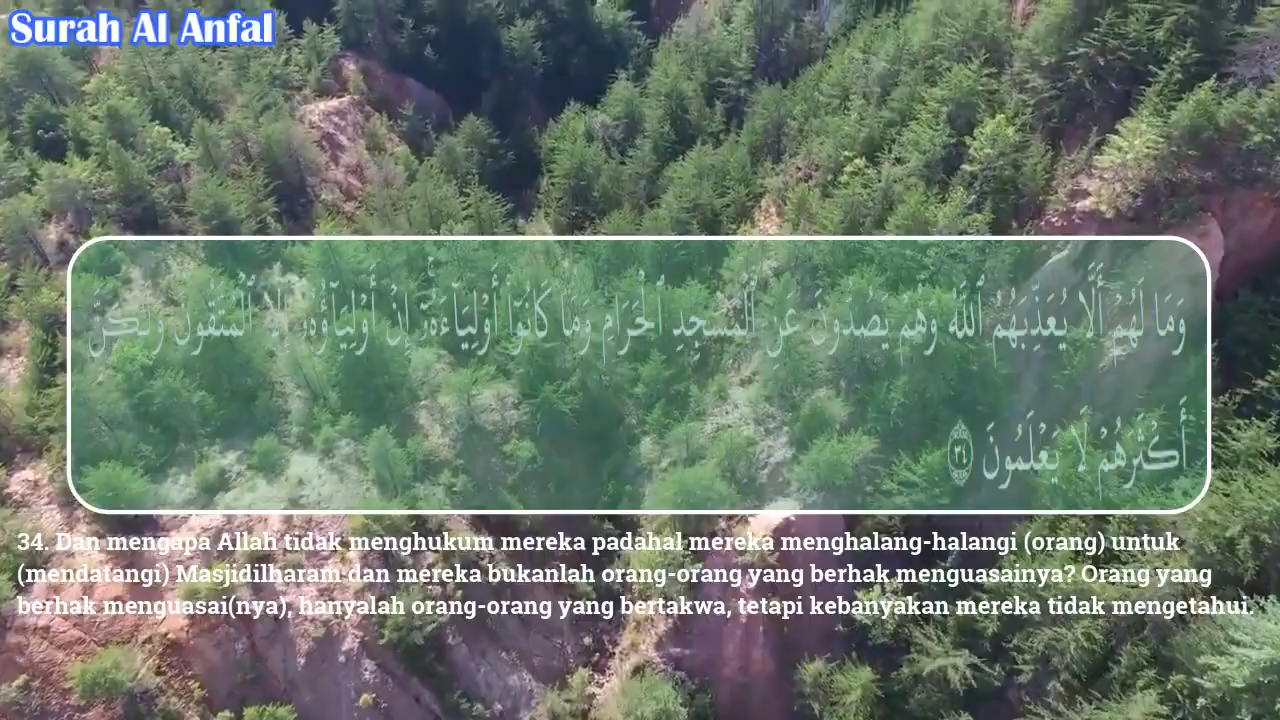 Surah Al Anfal
وَمَا لَهُمْ أَلَّا يُعَذِّبَهُمُ ٱللَّهُ وَهُمْ يَصُدُّونَ عَنِ ٱلْمَسْجِدِ ٱلْحَرَامِ وَمَا كَانُوٓا۟ أَوْلِيَآءَهُۥٓ ۚ إِنْ أَوْلِيَآؤُهُۥٓ إِلَّا ٱلْمُتَّقُونَ وَلَـٰكِنَّ
أَكْثَرَهُمْ لَا يَعْلَمُونَ ٣٤
34. Dan mengapa Allah tidak menghukum mereka padahal mereka menghalang-halangi (orang) untuk
(mendatangi) Masjidilharam dan mereka bukanlah orang-orang yang berhak menguasainya? Orang yang
berhak menguasai(nya), hanyalah orang-orang yang bertakwa, tetapi kebanyakan mereka tidak mengetahui.